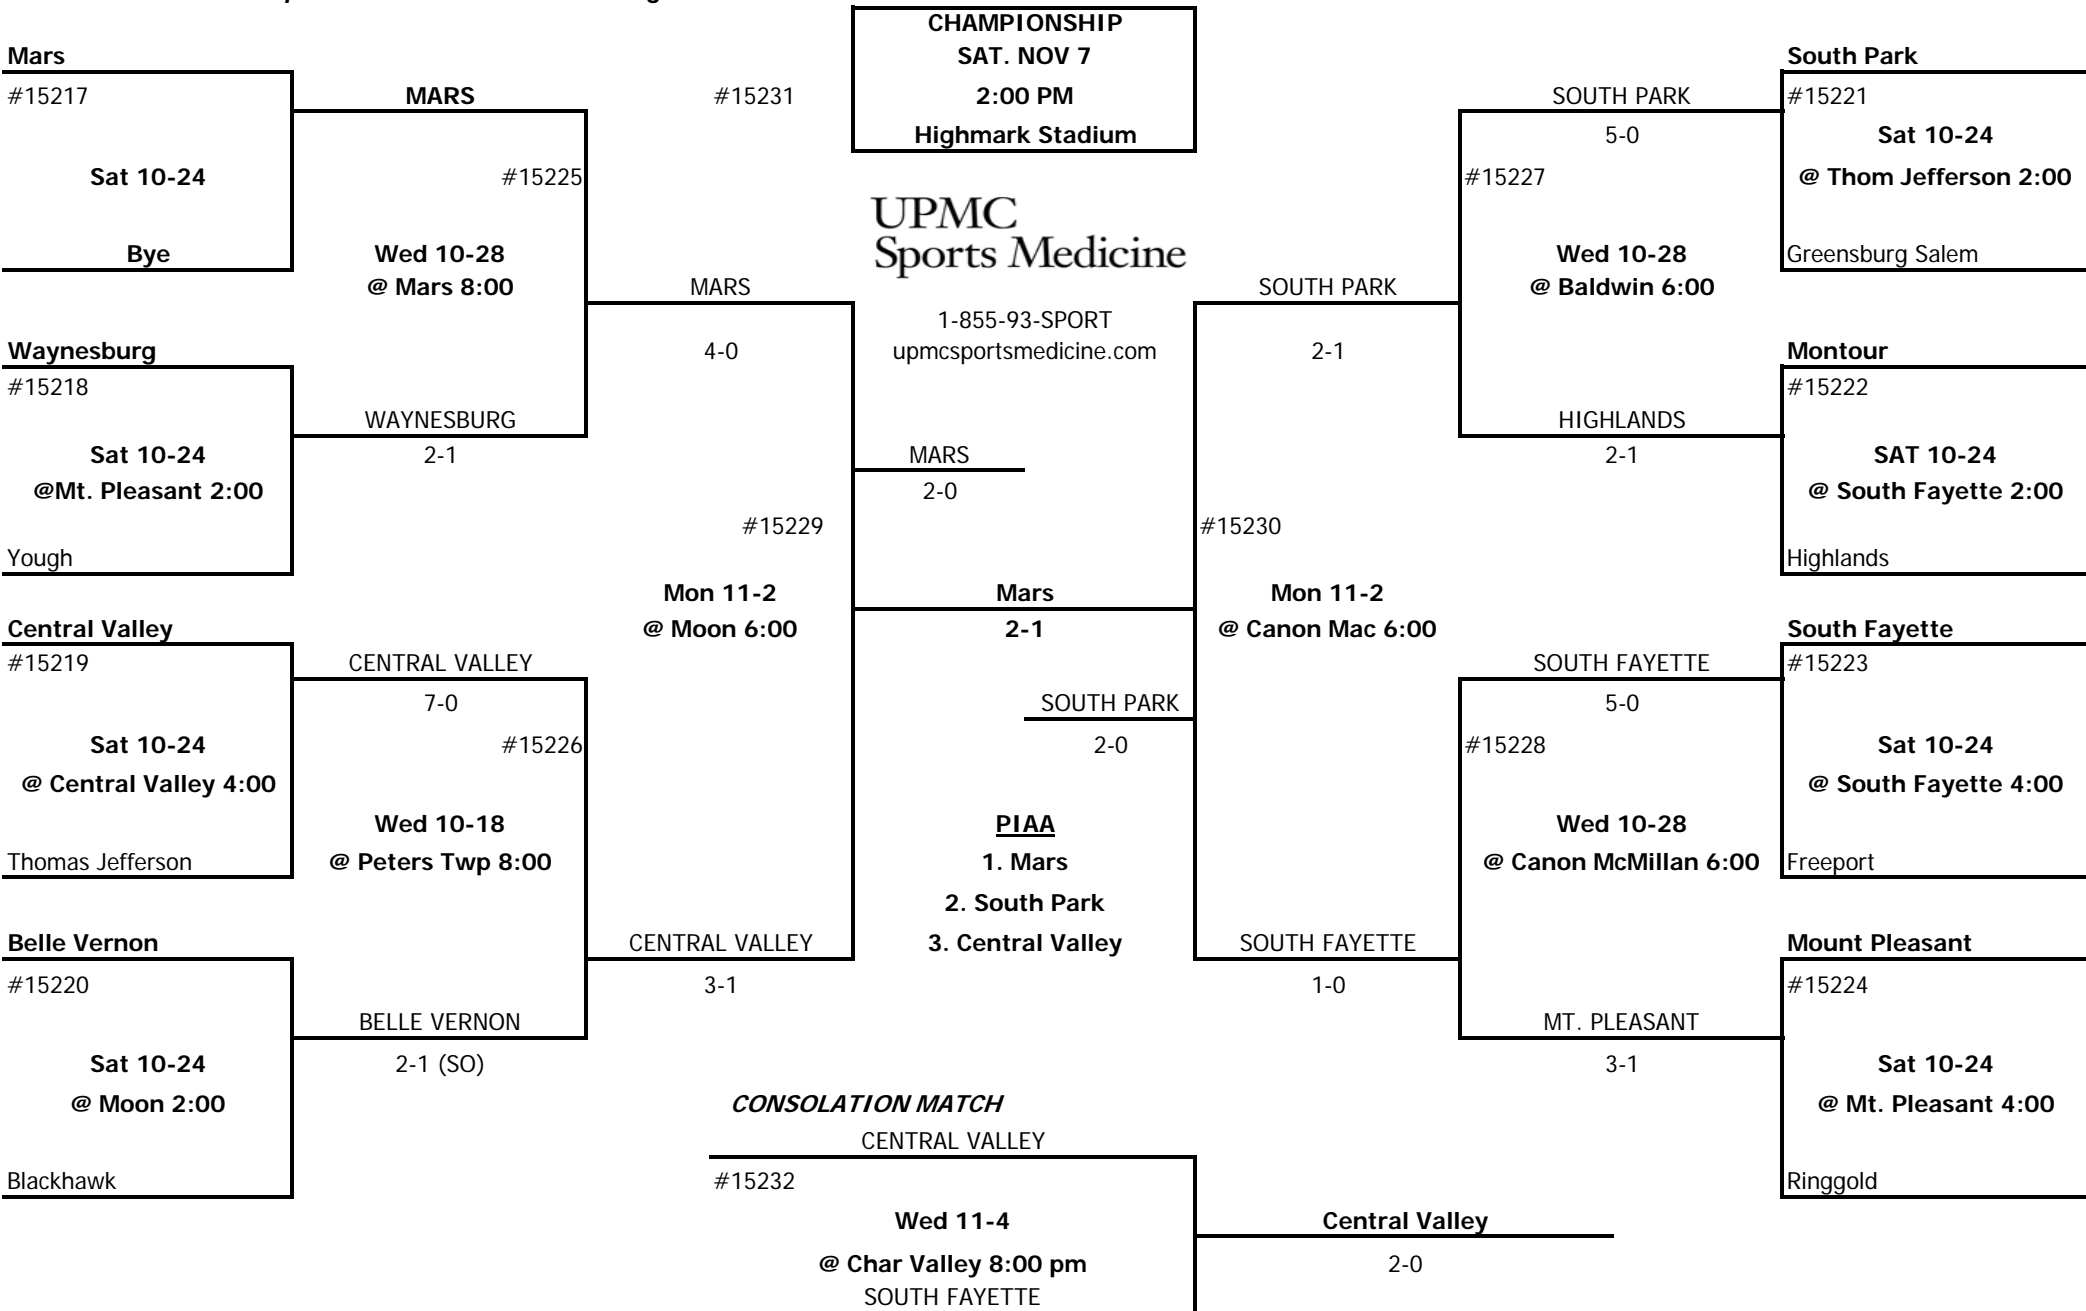 CHAMPIONSHIP
SAT. NOV 7
2:00 PM
Highmark Stadium
#15231
Mars
#15217
Sat 10-24
Bye
MARS
#15225
Wed 10-28
@ Mars 8:00
Waynesburg
#15218
Sat 10-24
@Mt. Pleasant 2:00
Yough
WAYNESBURG
2-1
MARS
4-0
Central Valley
#15219
Sat 10-24
@ Central Valley 4:00
Thomas Jefferson
CENTRAL VALLEY
7-0
#15226
Wed 10-18
@ Peters Twp 8:00
Belle Vernon
#15220
Sat 10-24
@ Moon 2:00
Blackhawk
BELLE VERNON
2-1 (SO)
CENTRAL VALLEY
3-1
#15229
Mon 11-2
@ Moon 6:00
UPMC
Sports Medicine
1-855-93-SPORT
upmcsportsmedicine.com
MARS
2-0
Mars
2-1
SOUTH PARK
2-0
PIAA
1. Mars
2. South Park
3. Central Valley
SOUTH PARK
2-1
#15230
Mon 11-2
@ Canon Mac 6:00
SOUTH FAYETTE
1-0
SOUTH PARK
5-0
#15227
Wed 10-28
@ Baldwin 6:00
HIGHLANDS
2-1
SOUTH FAYETTE
5-0
#15228
Wed 10-28
@ Canon McMillan 6:00
MT. PLEASANT
3-1
South Park
#15221
Sat 10-24
@ Thom Jefferson 2:00
Greensburg Salem
Montour
#15222
SAT 10-24
@ South Fayette 2:00
Highlands
South Fayette
#15223
Sat 10-24
@ South Fayette 4:00
Freeport
Mount Pleasant
#15224
Sat 10-24
@ Mt. Pleasant 4:00
Ringgold
CONSOLATION MATCH
CENTRAL VALLEY
#15232
Wed 11-4
@ Char Valley 8:00 pm
SOUTH FAYETTE
Central Valley
2-0